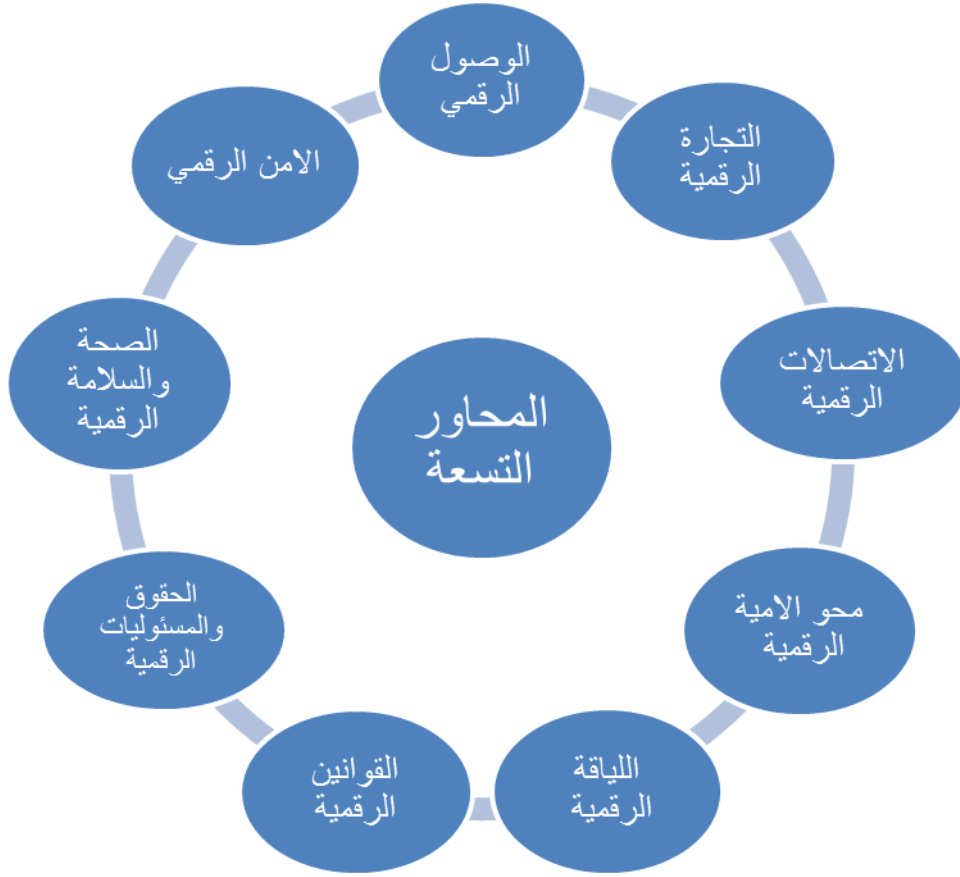 الوصول
الرقمي
التجارة
الرقمية
الاتصالات
الرقمية
محو الامية
الرقمية
اللياقة
الرقمية
القوانين
الرقمية
الحقوق
والمسئوليات
الرقمية
الصحة
والسلامة
الرقمية
الامن الرقمي
المحاور
التسعة